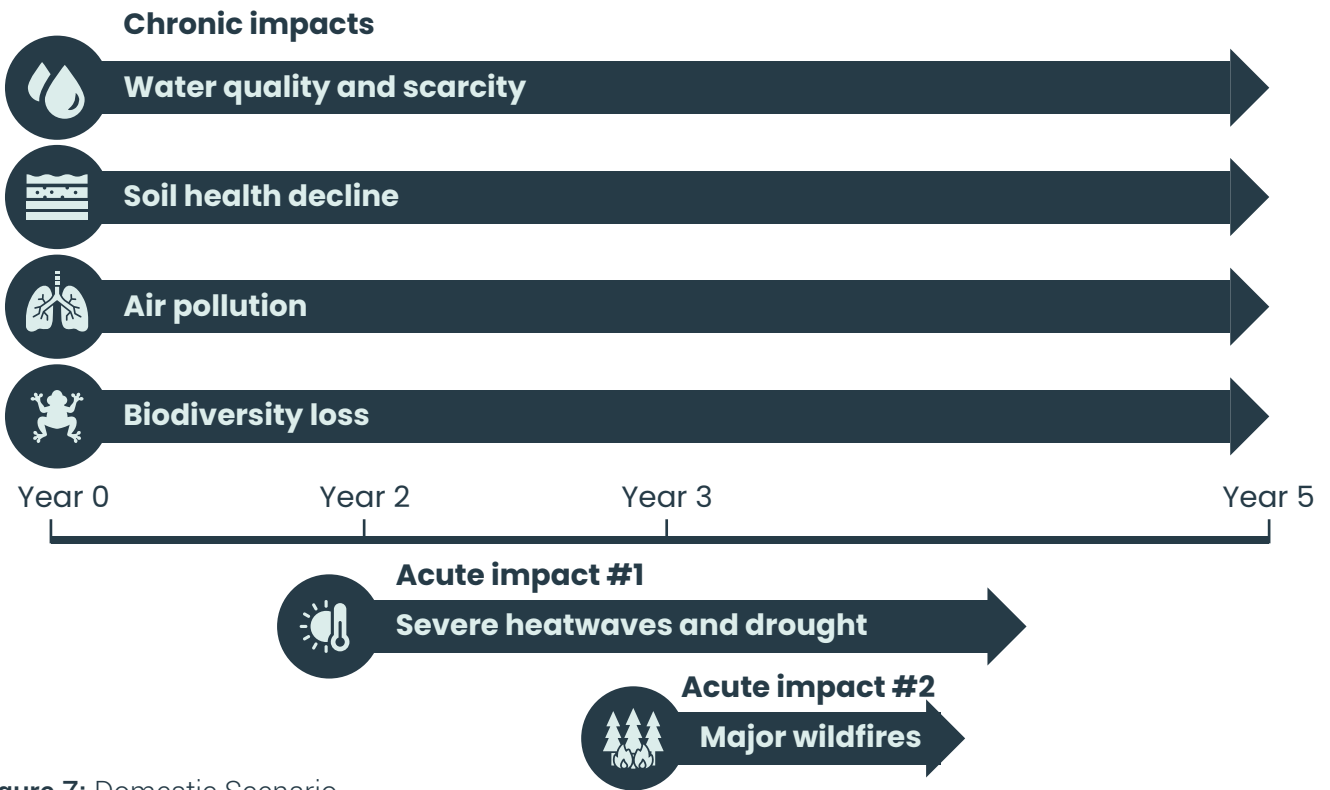 Chronic impacts
Water quality and scarcity
Soil health decline
Air pollution
Biodiversity loss
Year 0 Year 2 Year 3 Year 5
Acute impact #1
Severe heatwaves and drought
Acute impact #2
Major wildfires
7: Domestic Scenario